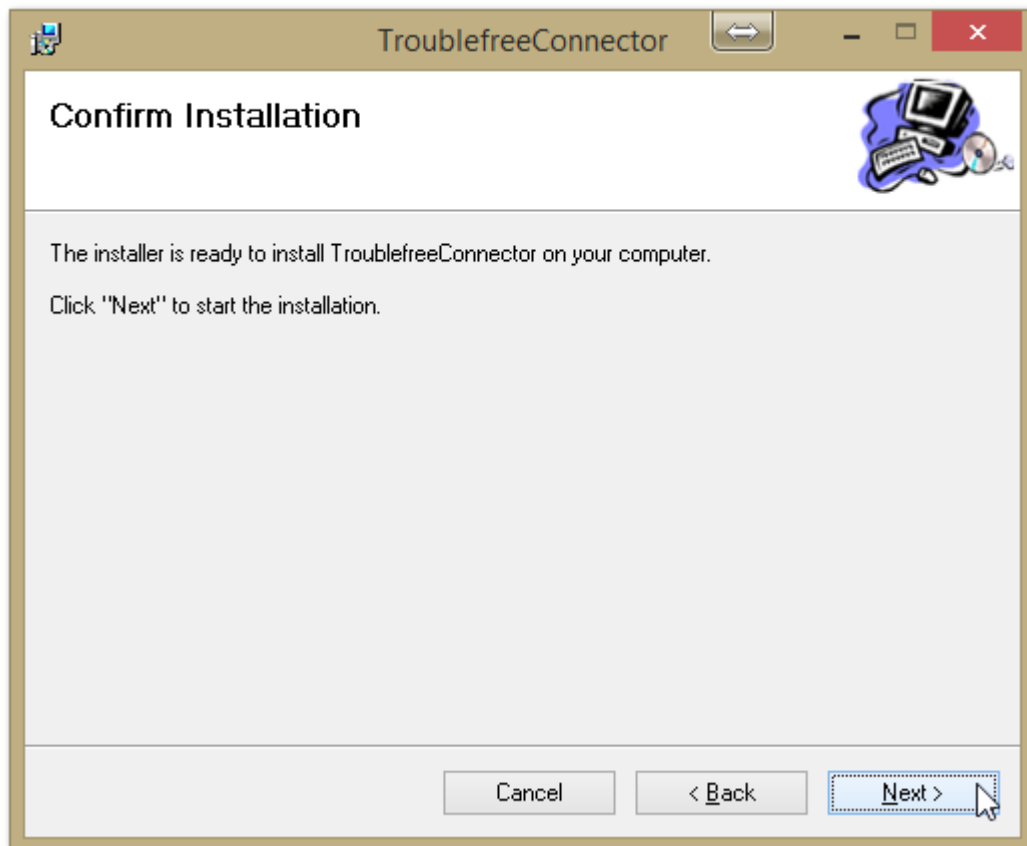 TroublefreeConnector
Confirm Installation
The installer is ready to install TroublefreeConnector on your computer.
Click "Next" to start the installation.
Cancel
< Back
Next >